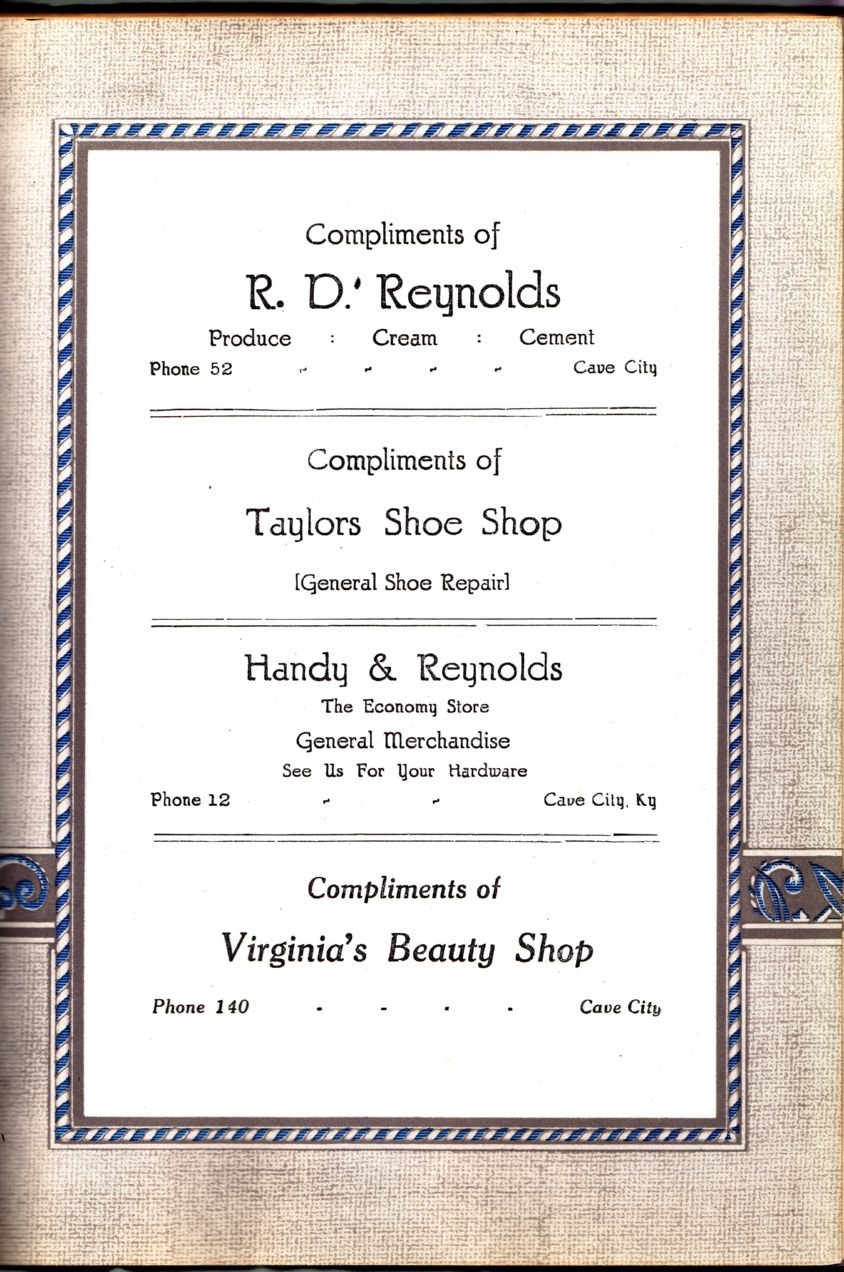 Compliments of
R. D.' Reynolds
Produce : Cream : Cement
Phone 52 - - - - Cave City
Compliments of
Taylors Shoe Shop
[General Shoe Repair]
Handy & Reynolds
The Economy Store
General Merchandise
See Us For Your Hardware
Phone 12 - - Cave City, Ky
Compliments of
Virginia's Beauty Shop
Phone 140 - - - - Cave City